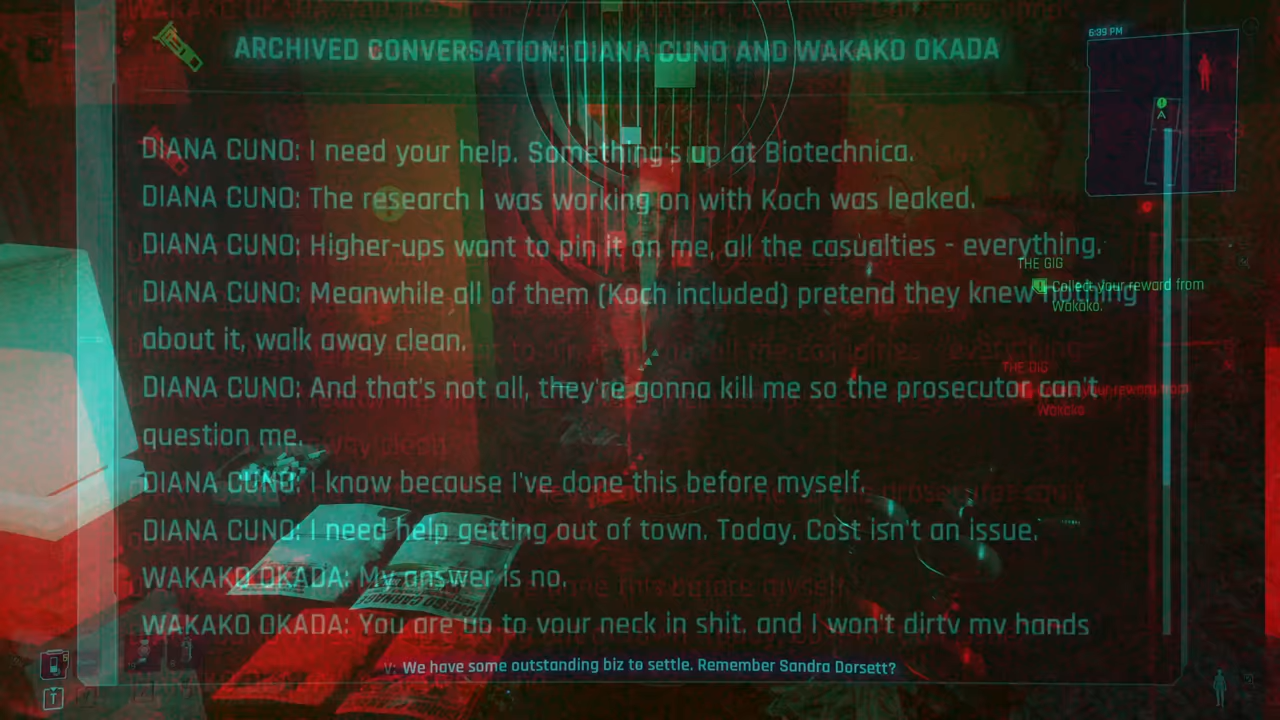 ARCHIVED CONVERSATION: DIANA CUNO AND WAKAKO OKADA
6:39 PM
DIANA CUNO: I need your help. Something's up at Biotechnica.
DIANA CUNO: The research I was working on with Koch was leaked.
DIANA CUNO: Higher-ups want to pin it on me, all the casualties - everything.
THE GIG
Collect your reward from
Wakako.
DIANA CUNO: Meanwhile all of them (Koch included) pretend they knew nothing
about it, walk away clean.
THE GIG
Wakako
DIANA CUNO: And that's not all, they're gonna kill me so the prosecutor can't
question me.
DIANA CUNO: I know because I've done this before myself.
DIANA CUNO: I need help getting out of town. Today. Cost isn't an issue.
WAKAKO OKADA: My answer is no.
CARGO CARNAGE
WAKAKO OKADA: You are up to your neck in shit, and I won't dirty my hands
V: We have some outstanding biz to settle. Remember Sandra Dorsett?
T